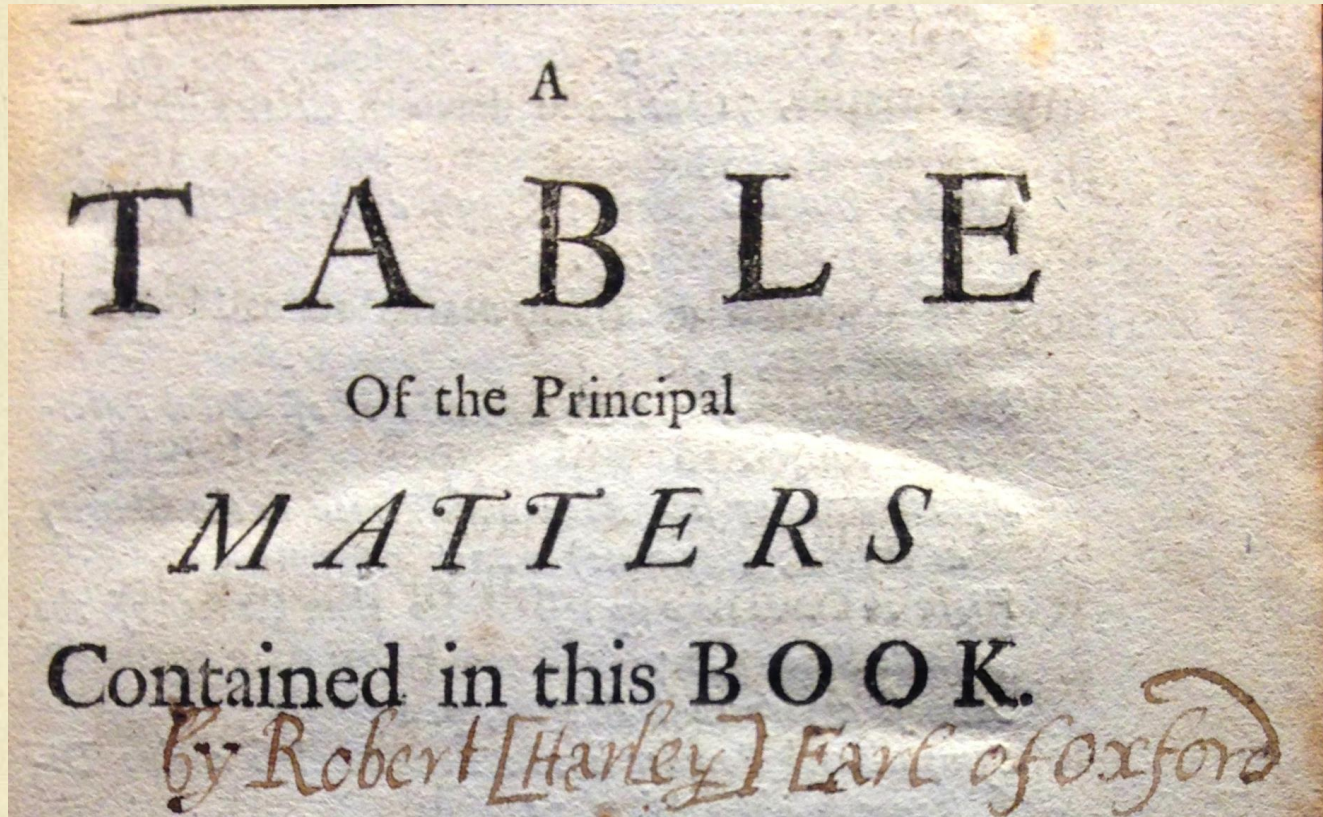 A
TABLE
Of the Principal
MATTERS
Contained in this BOOK.
by Robert [Harley] Earl of Oxford